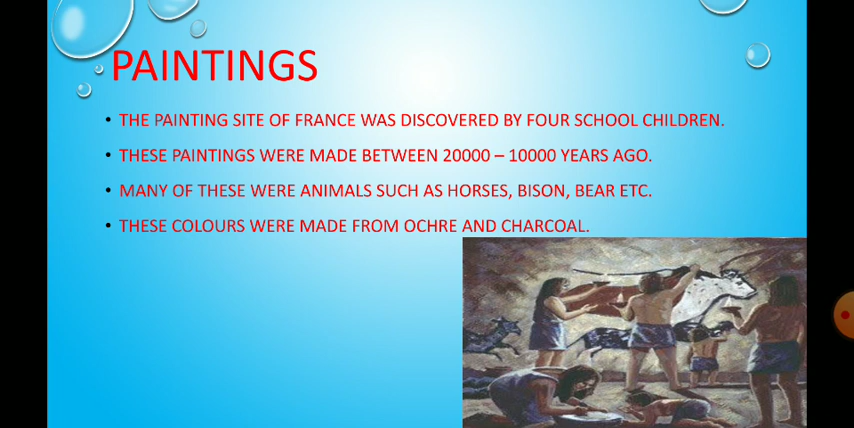 PAINTINGS
• THE PAINTING SITE OF FRANCE WAS DISCOVERED BY FOUR SCHOOL CHILDREN.
• THESE PAINTINGS WERE MADE BETWEEN 20000 – 10000 YEARS AGO.
• MANY OF THESE WERE ANIMALS SUCH AS HORSES, BISON, BEAR ETC.
• THESE COLOURS WERE MADE FROM OCHRE AND CHARCOAL.